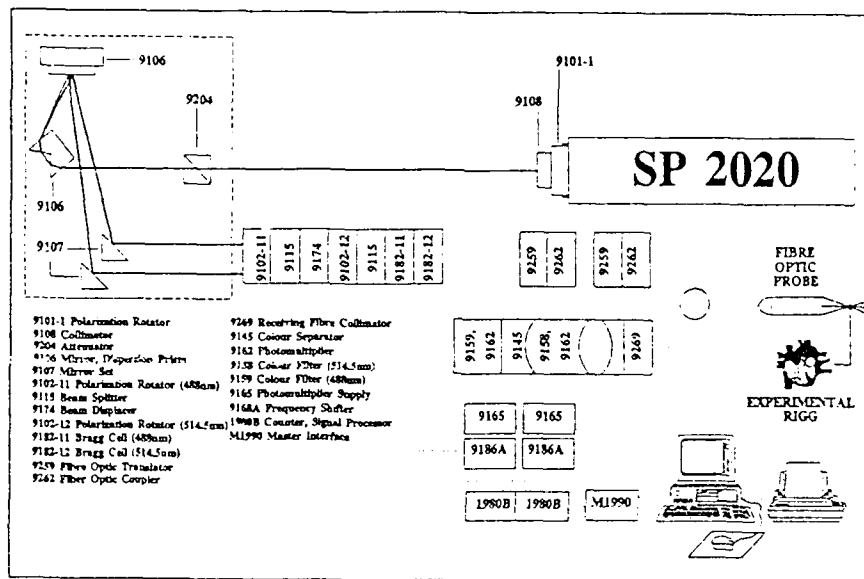 9106
9204
9101-1
9108
SP 2020
9106
9107
9102-11
9115
9174
9102-12
9115
9182-11
9182-12
9259
9262
9259
9262
FIBRE
OPTIC
PROBE
9159,
9162
9145
9158,
9162
9269
EXPERIMENTAL
RIGG
9101-1 Polarization Rotator
9108 Collimeter
9204 Attenuator
9106 Mirror, Dispersion Prism
9107 Mirror Set
9102-11 Polarization Rotator (488nm)
9115 Beam Splitter
9174 Beam Displacer
9102-12 Polarization Rotator (514.5nm)
9182-11 Bragg Cell (488nm)
9182-12 Bragg Cell (514.5nm)
9259 Fibre Optic Translator
9262 Fiber Optic Coupler
9269 Receiving Fibre Collimator
9145 Colour Separator
9162 Photomultiplier
9158 Colour Filter (514.5nm)
9159 Colour Filter (488nm)
9165 Photomultiplier Supply
9168A Frequency Shifter
1980B Counter, Signal Processor
M1990 Master Interface
9165
9165
9186A
9186A
1980B
1980B
M1990